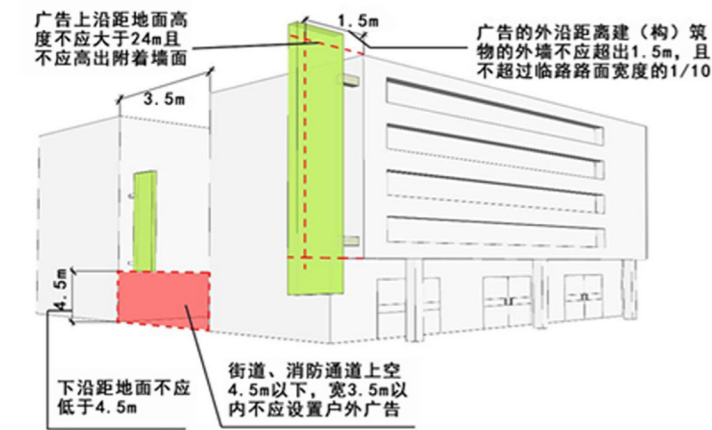 广告上沿距地面高
度不应大于24m且
不应高出附着墙面
1.5m
广告的外沿距离建（构）筑
物的外墙不应超出1.5m，且
不超过临路路面宽度的1/10
3.5m
4.5m
下沿距地面不应
低于4.5m
街道、消防通道上空
4.5m以下，宽3.5m以
内不应设置户外广告